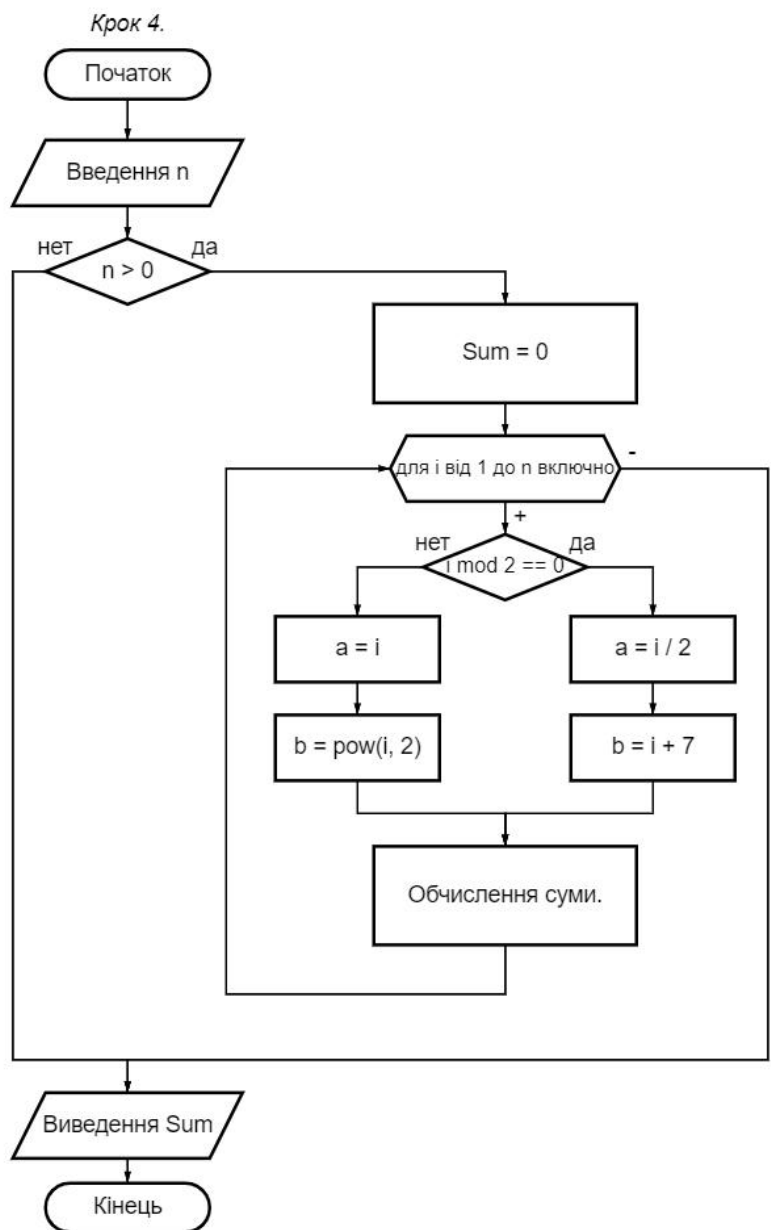 Крок 4.
Початок
Введення n
нет
да
n > 0
Sum = 0
для i від 1 до n включно
-
+
нет
да
i mod 2 == 0
a = i
a = i / 2
b = pow(i, 2)
b = i + 7
Обчислення суми.
Виведення Sum
Кінець